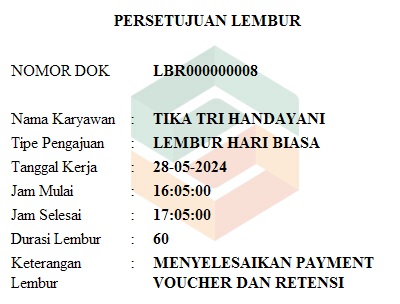 PERSETUJUAN LEMBUR
NOMOR DOK LBR000000008
Nama Karyawan : TIKA TRI HANDAYANI
Tipe Pengajuan : LEMBUR HARI BIASA
Tanggal Kerja : 28-05-2024
Jam Mulai : 16:05:00
Jam Selesai : 17:05:00
Durasi Lembur : 60
Keterangan : MENYELESAIKAN PAYMENT
Lembur VOUCHER DAN RETENSI